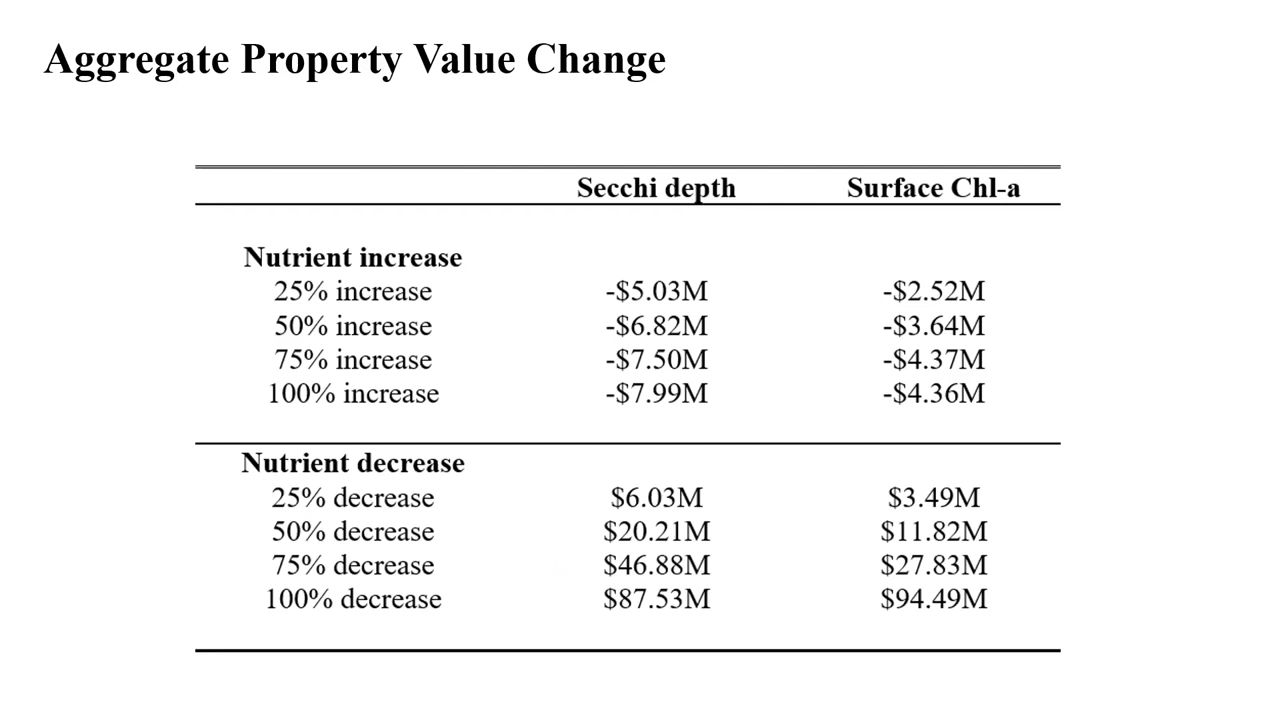 Aggregate Property Value Change
Secchi depth Surface Chl-a
Nutrient increase
25% increase -$5.03M -$2.52M
50% increase -$6.82M -$3.64M
75% increase -$7.50M -$4.37M
100% increase -$7.99M -$4.36M
Nutrient decrease
25% decrease $6.03M $3.49M
50% decrease $20.21M $11.82M
75% decrease $46.88M $27.83M
100% decrease $87.53M $94.49M